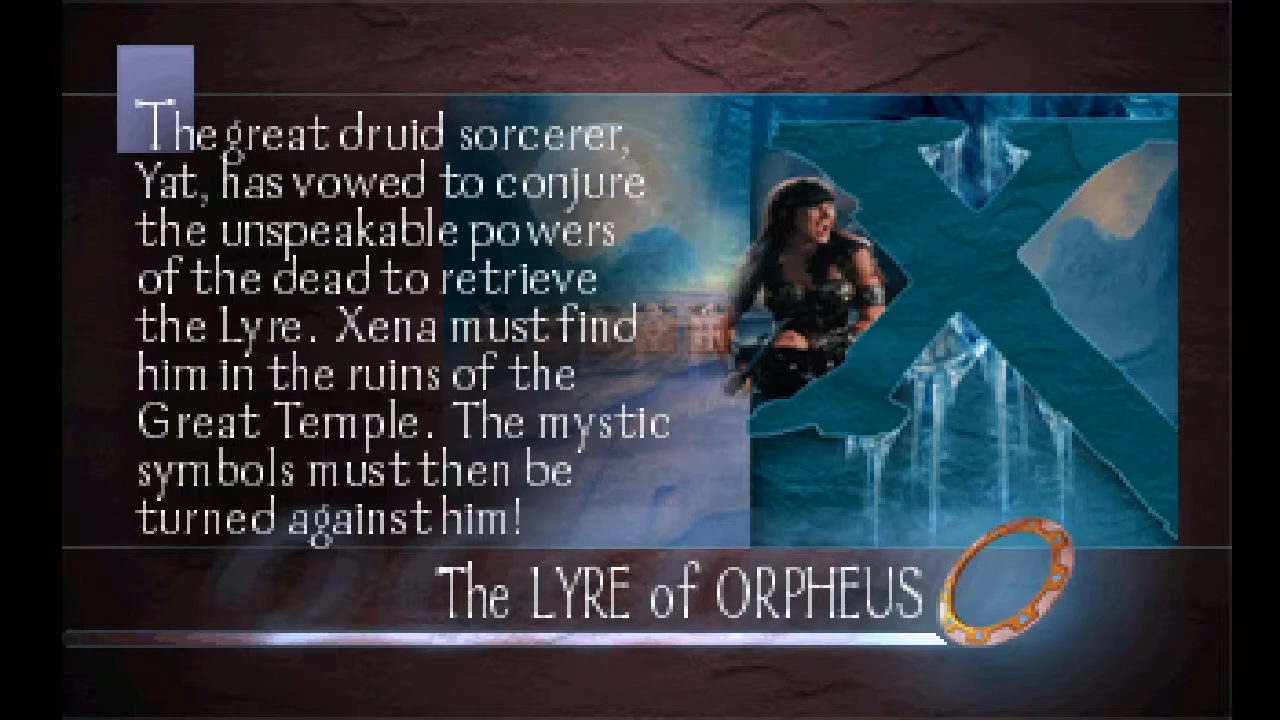 The great druid sorcerer,
Yat, has vowed to conjure
the unspeakable powers
of the dead to retrieve
the Lyre. Xena must find
him in the ruins of the
Great Temple. The mystic
symbols must then be
turned against him!
The LYRE of ORPHEUS